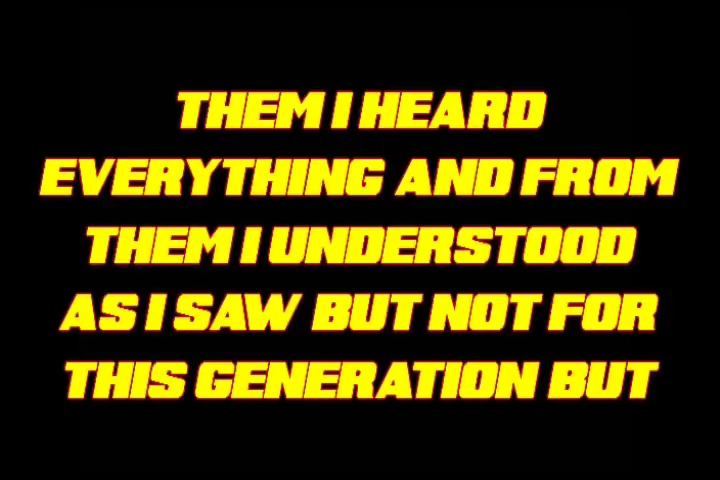 THEM I HEARD
EVERYTHING AND FROM
THEM I UNDERSTOOD
AS I SAW BUT NOT FOR
THIS GENERATION BUT